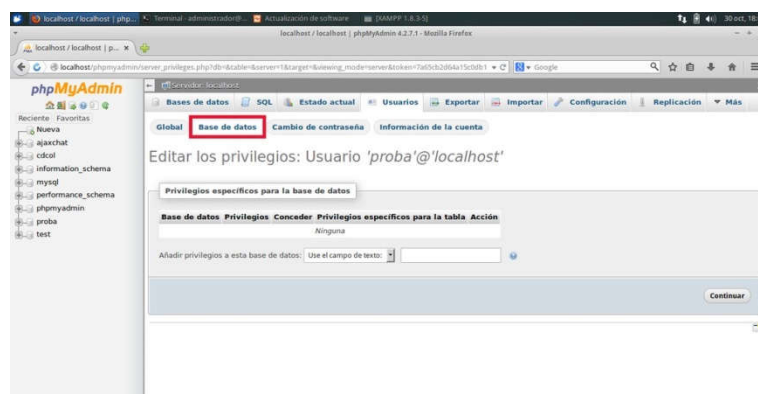 localhost / localhost | php... Terminal - administrador@... Actualización de software [XAMPP 1.8.3-5] 30 oct, 18:
localhost / localhost | phpMyAdmin 4.2.7.1 - Mozilla Firefox
localhost / localhost | p...
localhost/phpmyadmin/server_privileges.php?db=&table=&server=1&target=&viewing_mode=server&token= Google
phpMyAdmin
Servidor: localhost
Bases de datos SQL Estado actual Usuarios Exportar Importar Configuración Replicación Más
Reciente Favoritas
Global Base de datos Cambio de contraseña Información de la cuenta
Nueva
ajaxchat
cdcol
information_schema
mysql
performance_schema
phpmyadmin
proba
test
Editar los privilegios: Usuario 'proba'@'localhost'
Privilegios específicos para la base de datos
Base de datos Privilegios Conceder Privilegios específicos para la tabla Acción
Ninguna
Añadir privilegios a esta base de datos: Use el campo de texto:
Continuar